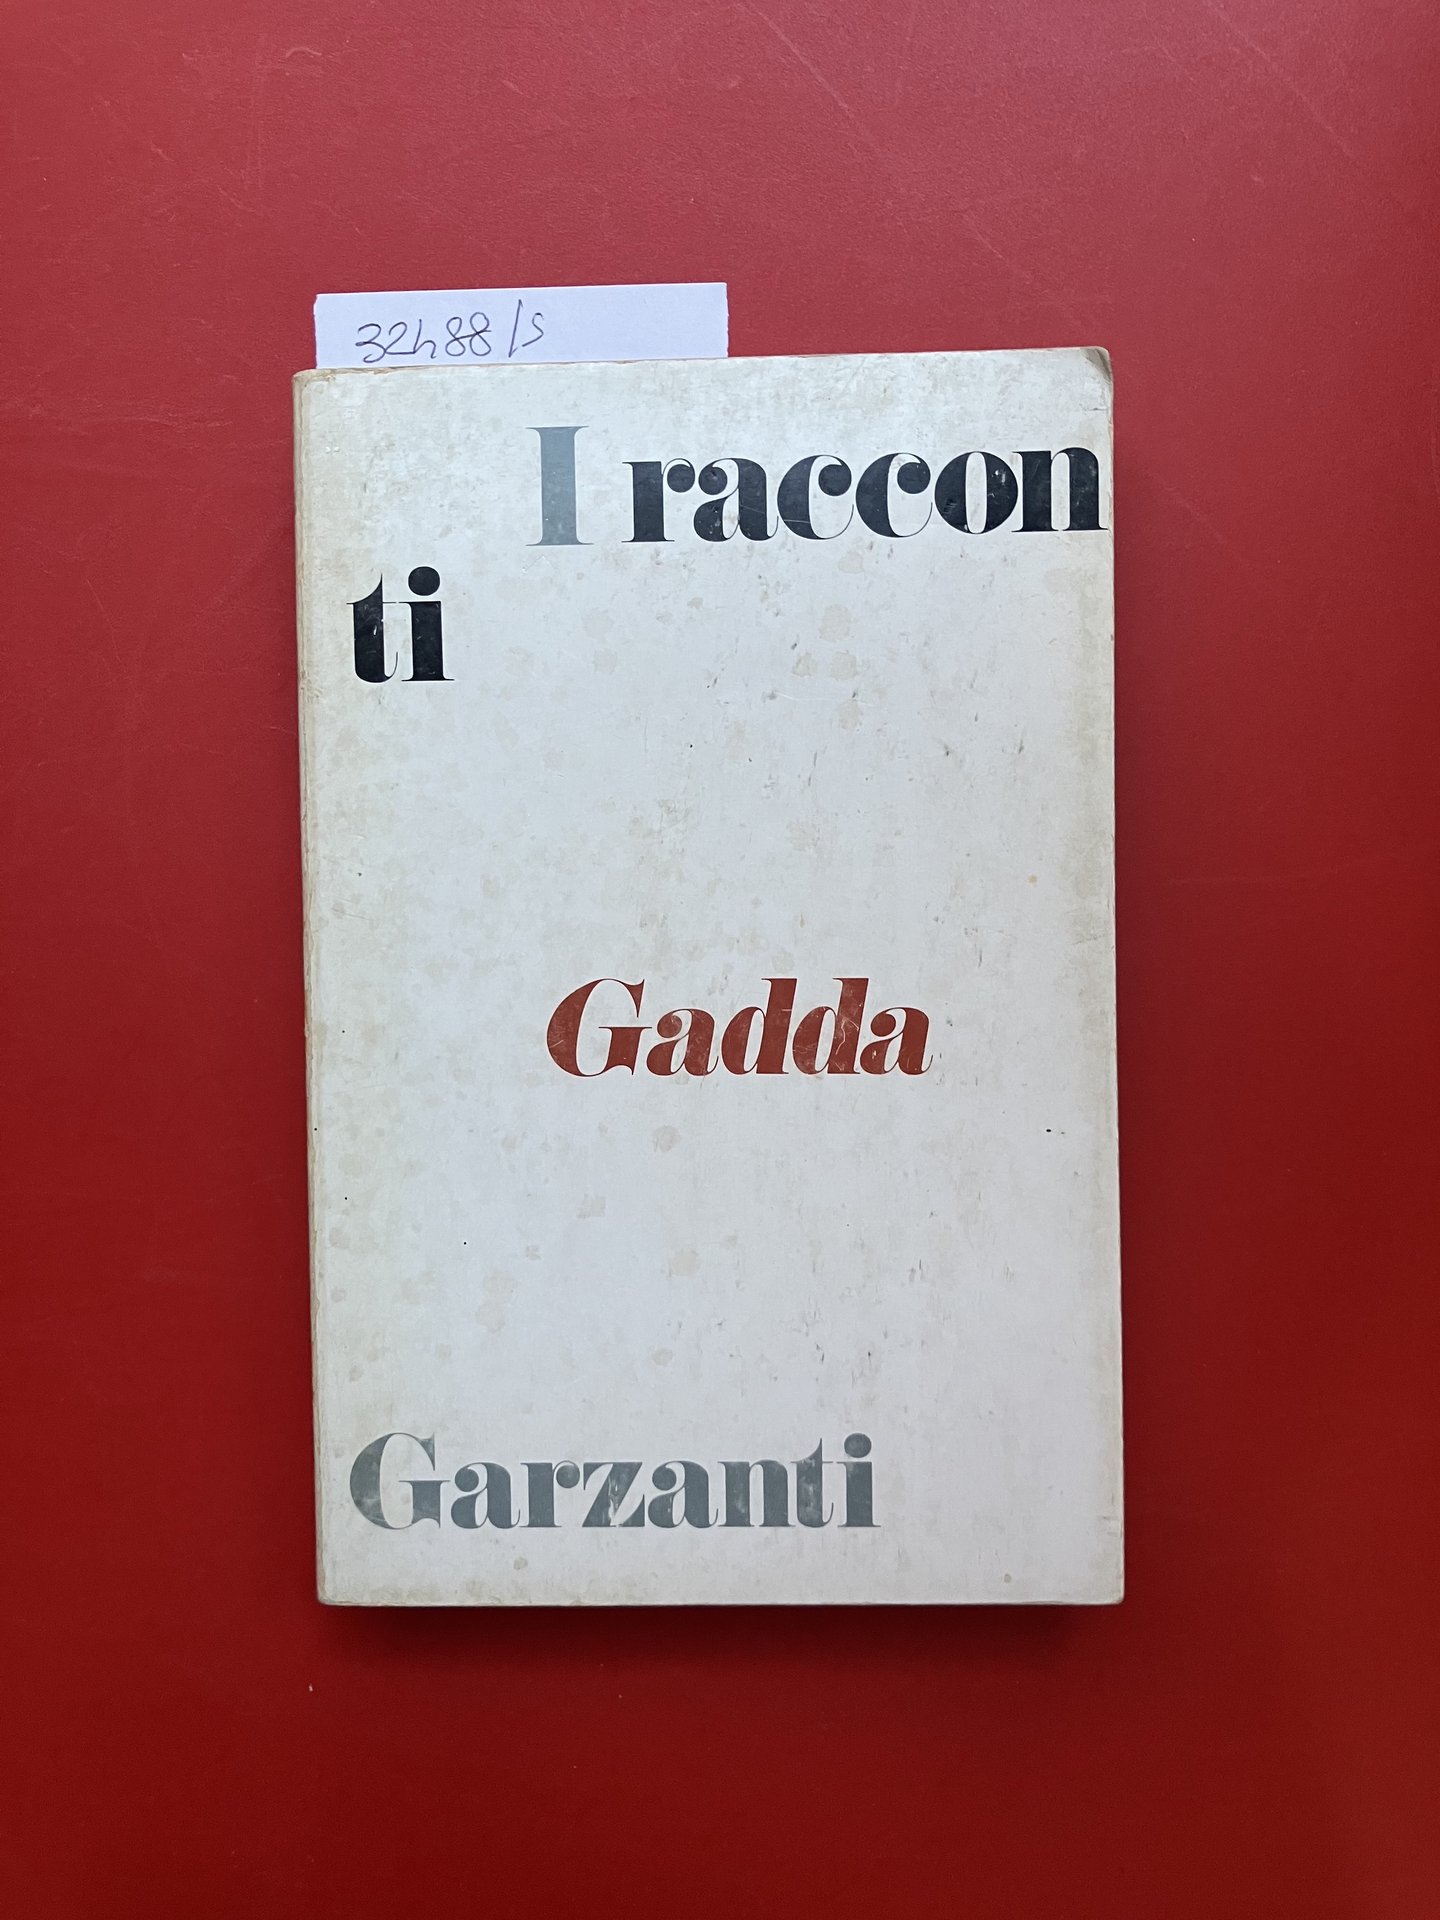 32488/S
I raccon
ti
Gadda
Garzanti